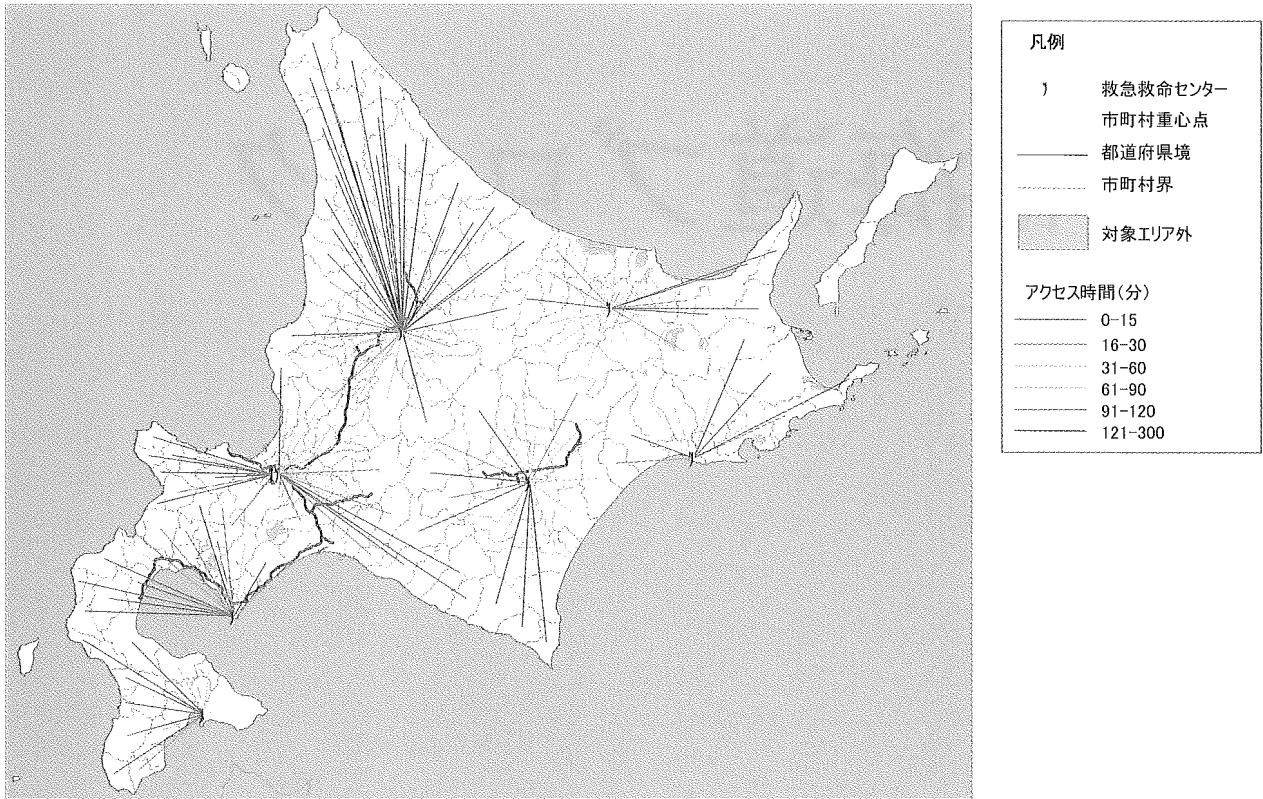 凡例
救急救命センター
市町村重心点
都道府県境
市町村界
対象エリア外
アクセス時間(分)
0-15
16-30
31-60
61-90
91-120
121-300